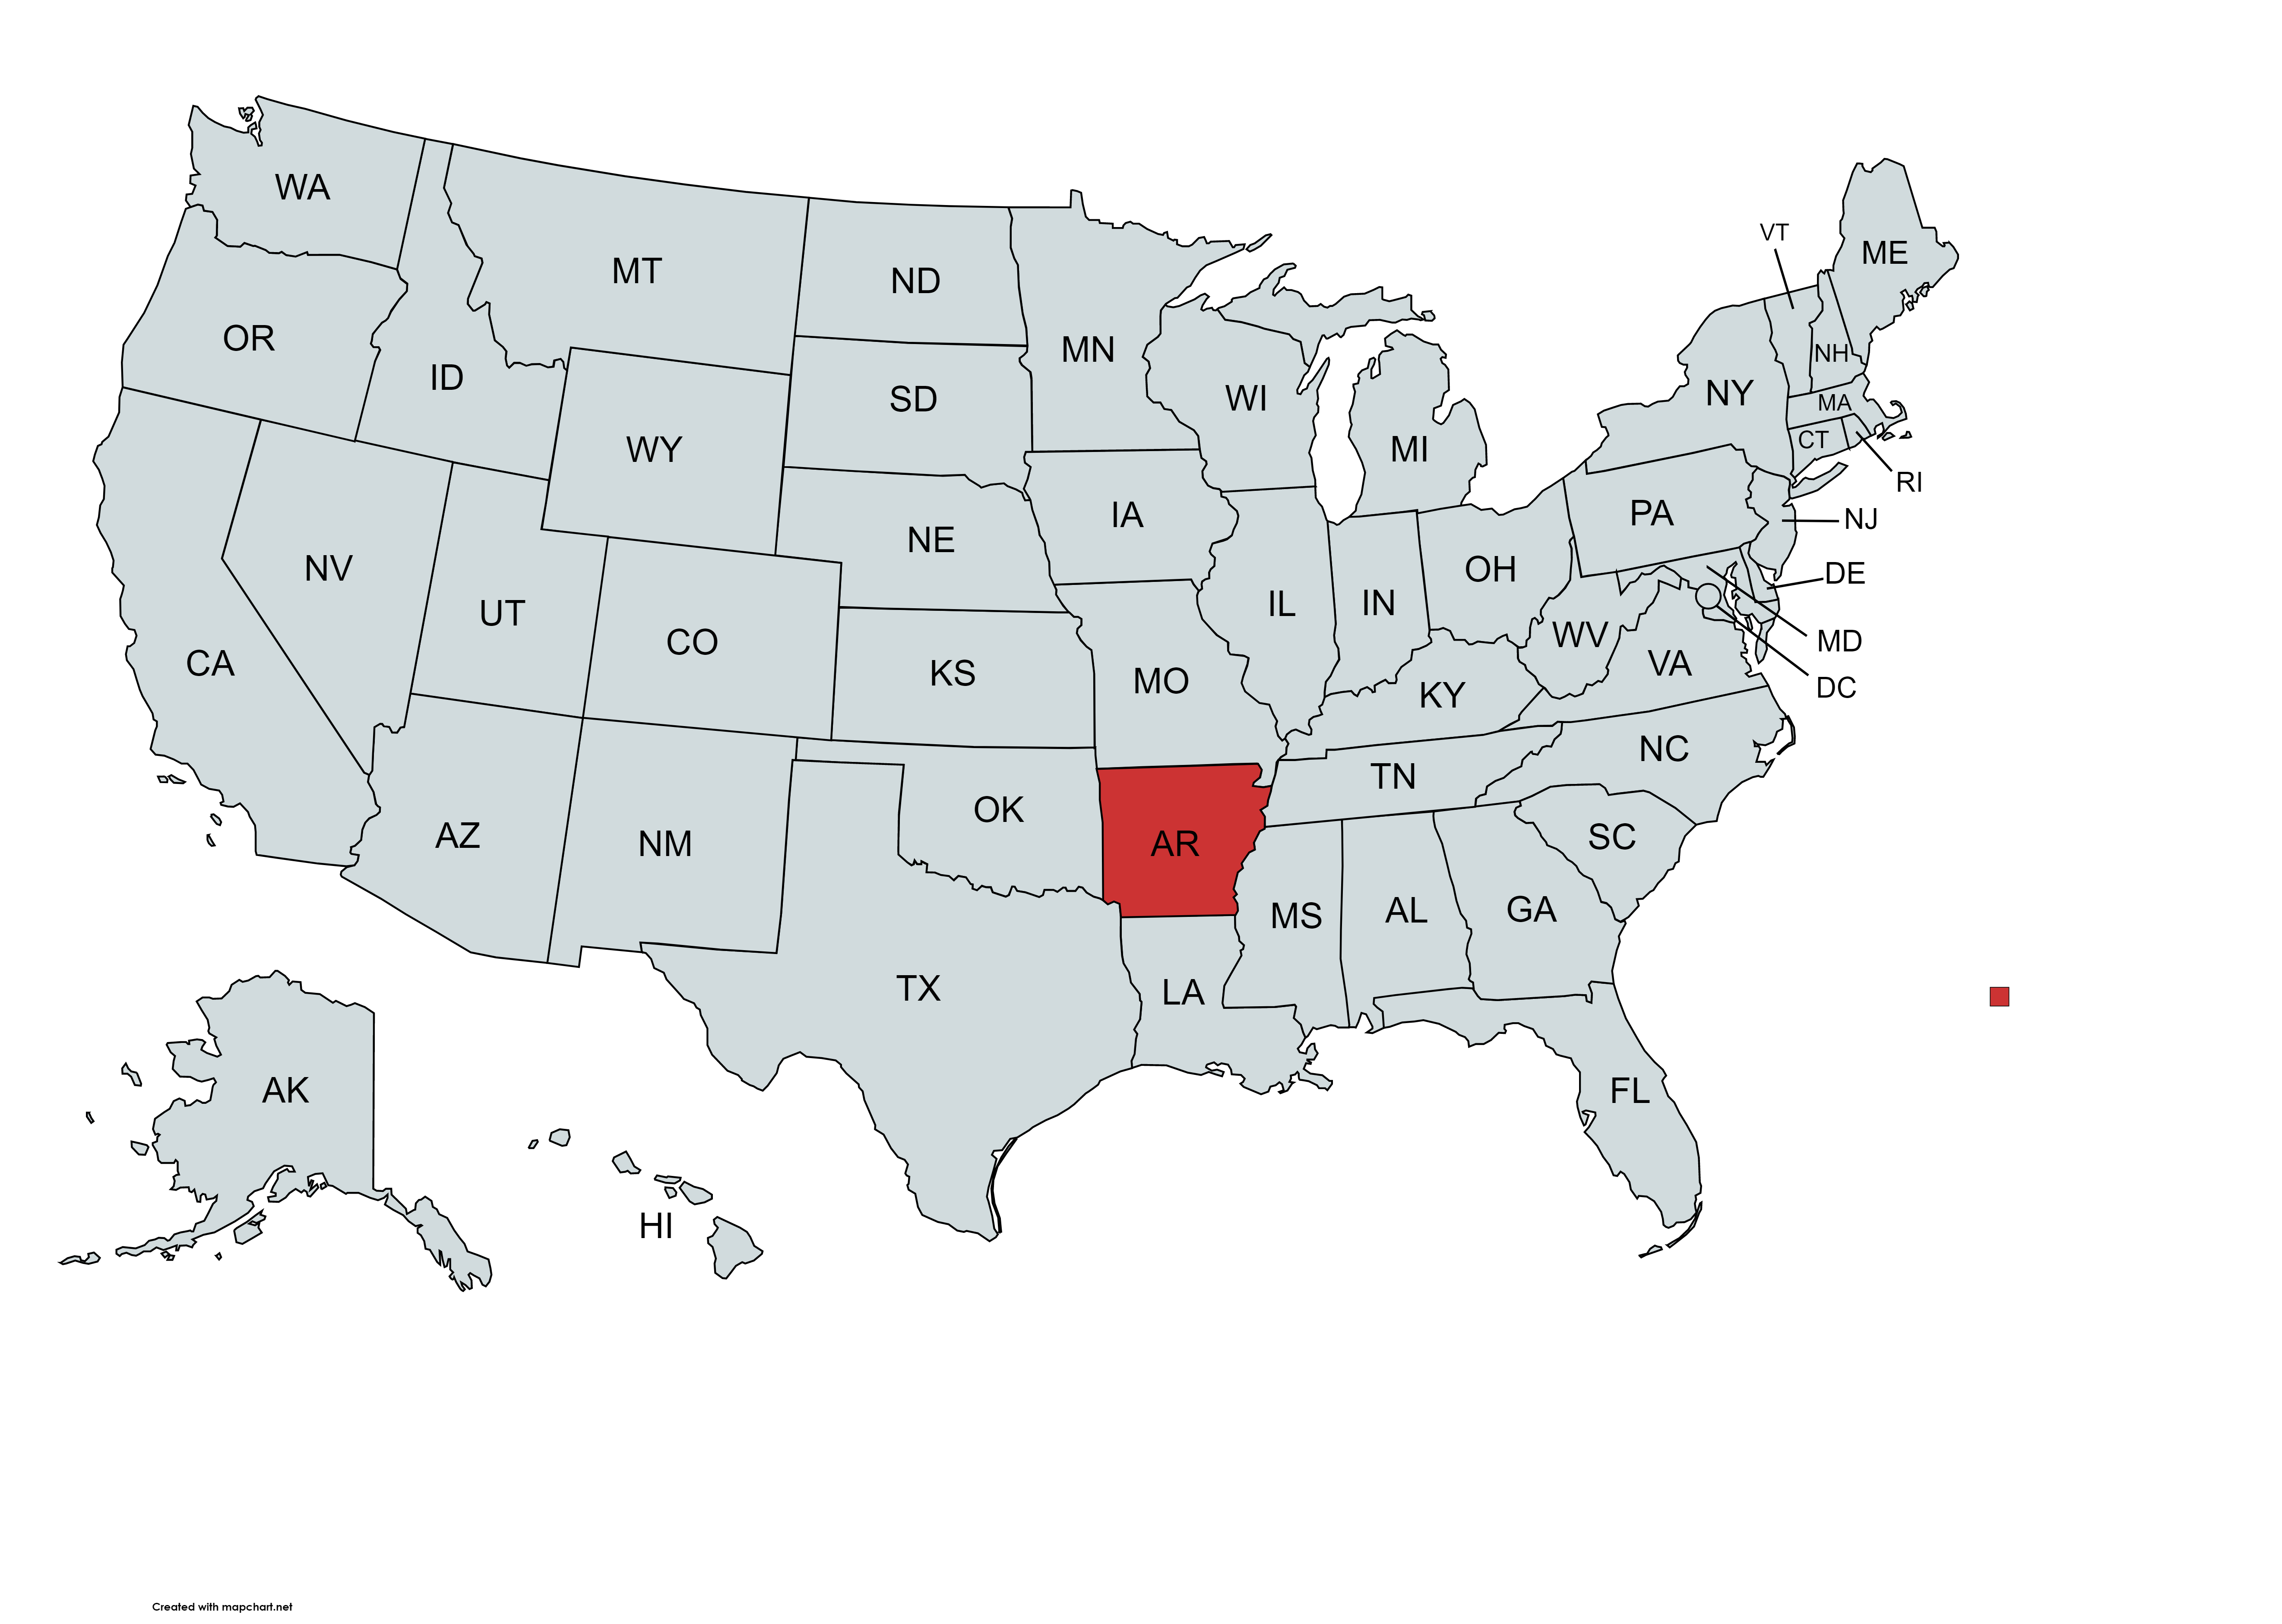 WA
MT
ND
MN
VT
ME
OR
ID
SD
WI
NH
NY
MA
WY
MI
CT
RI
IA
PA
NJ
NE
NV
OH
DE
UT
IL
IN
CO
WV
MD
CA
KS
MO
VA
KY
DC
NC
TN
OK
AZ
NM
AR
SC
MS
AL
GA
TX
LA
AK
FL
HI
Created with mapchart.net